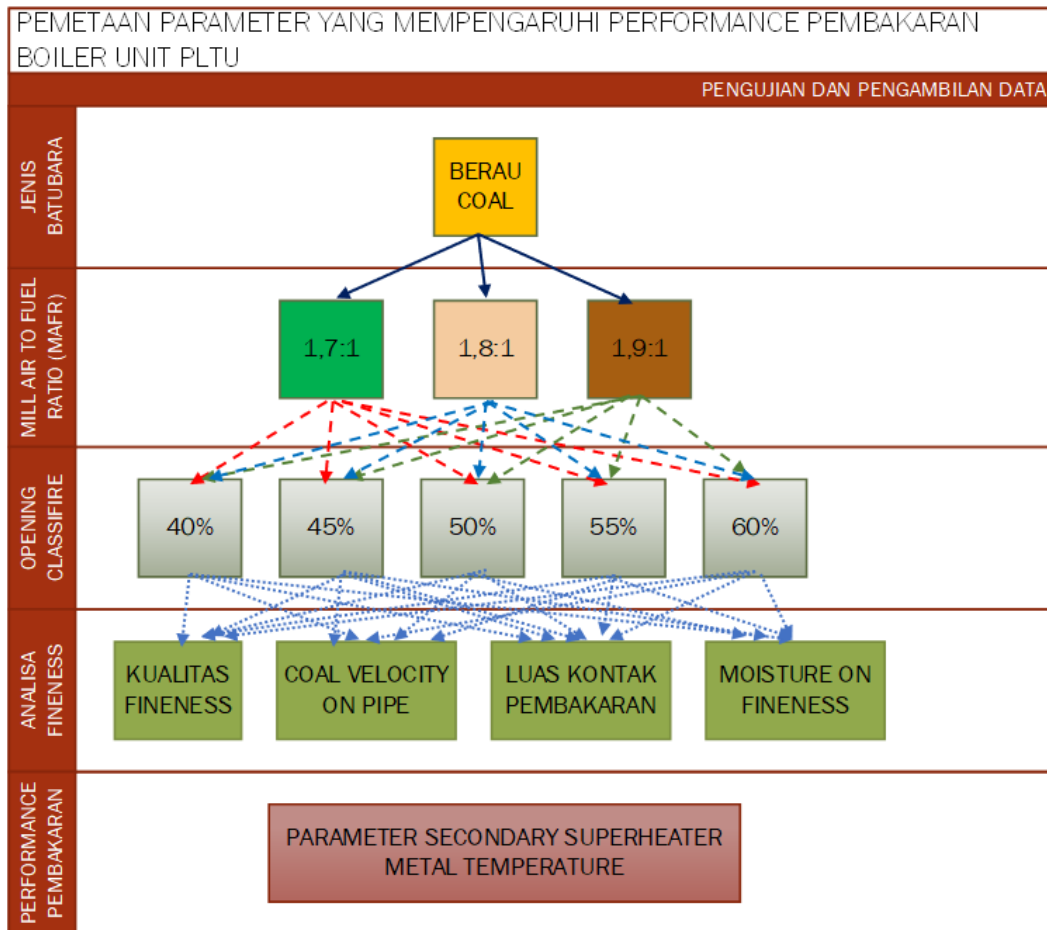 PEMETAAN PARAMETER YANG MEMPENGARUHI PERFORMANCE PEMBAKARAN
BOILER UNIT PLTU
PENGUJIAN DAN PENGAMBILAN DATA
JENIS
BATUBARA
BERAU
COAL
MILL AIR TO FUEL
RATIO (MAFR)
1,7:1
1,8:1
1,9:1
OPENING
CLASSIFIRE
40%
45%
50%
55%
60%
ANALISA
FINENESS
KUALITAS
FINENESS
COAL VELOCITY
ON PIPE
LUAS KONTAK
PEMBAKARAN
MOISTURE ON
FINENESS
PERFORMANCE
PEMBAKARAN
PARAMETER SECONDARY SUPERHEATER
METAL TEMPERATURE